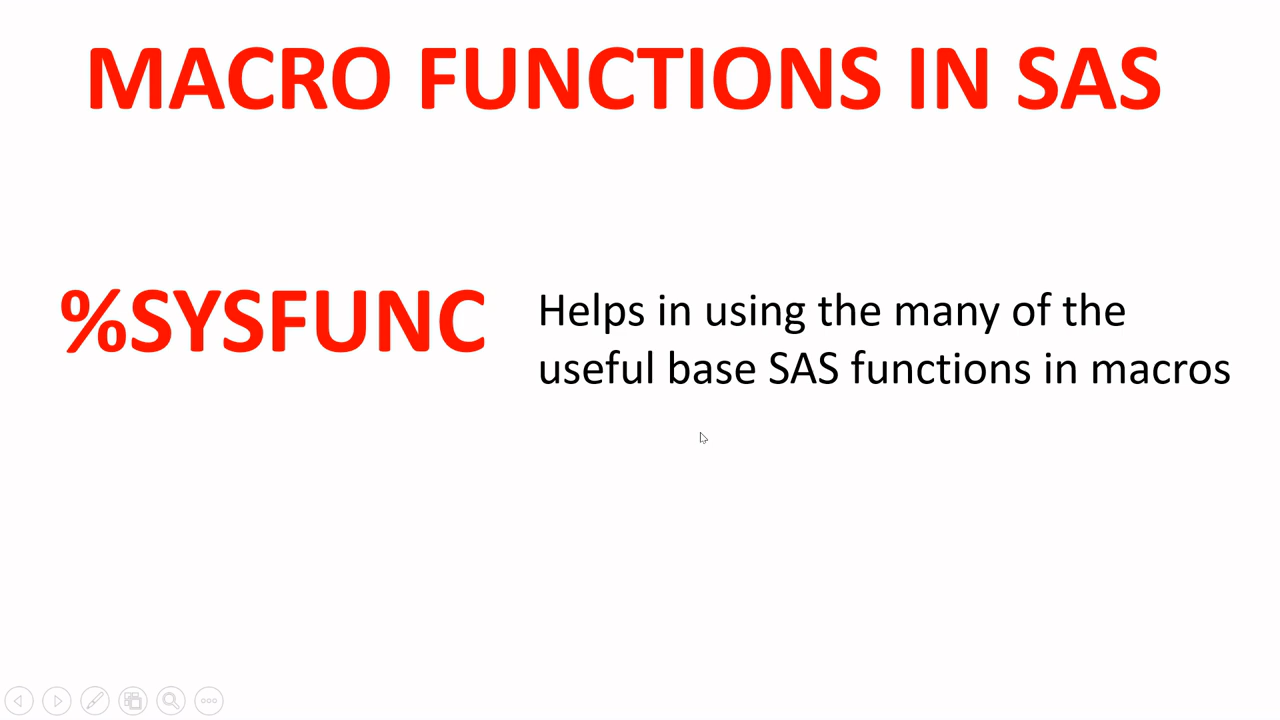 MACRO FUNCTIONS IN SAS
%SYSFUNC
Helps in using the many of the
useful base SAS functions in macros